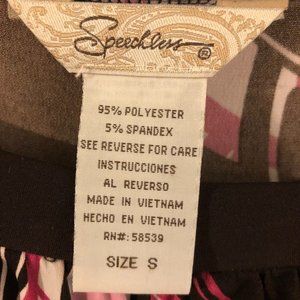 Speechless®
95% POLYESTER
5% SPANDEX
SEE REVERSE FOR CARE
INSTRUCCIONES
AL REVERSO
MADE IN VIETNAM
HECHO EN VIETNAM
RN#: 58539
SIZE S